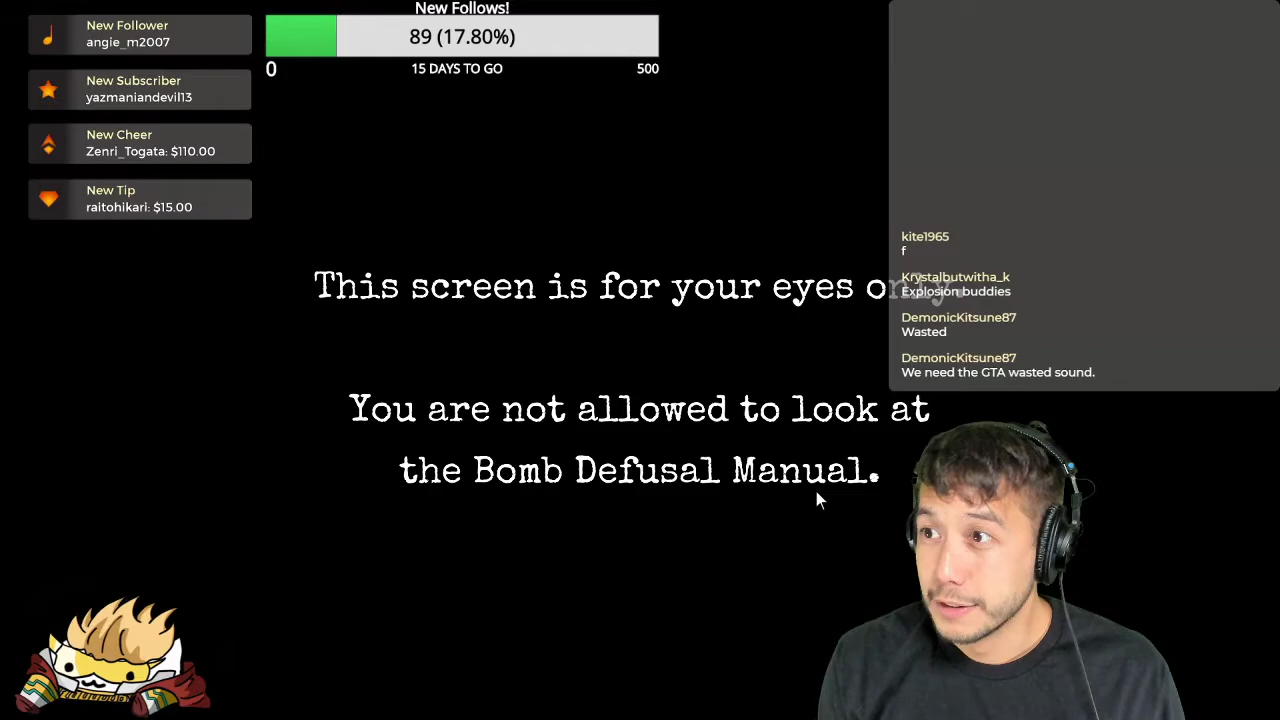 New Follower
angie_m2007
New Subscriber
yazmaniandevil13
New Cheer
Zenri_Togata: $110.00
New Tip
raitohikari: $15.00
New Follows!
89 (17.80%)
0
15 DAYS TO GO
500
This screen is for your eyes only.
You are not allowed to look at
the Bomb Defusal Manual.
kite1965
f
Krystalbutwitha_k
Explosion buddies
DemonicKitsune87
Wasted
DemonicKitsune87
We need the GTA wasted sound.